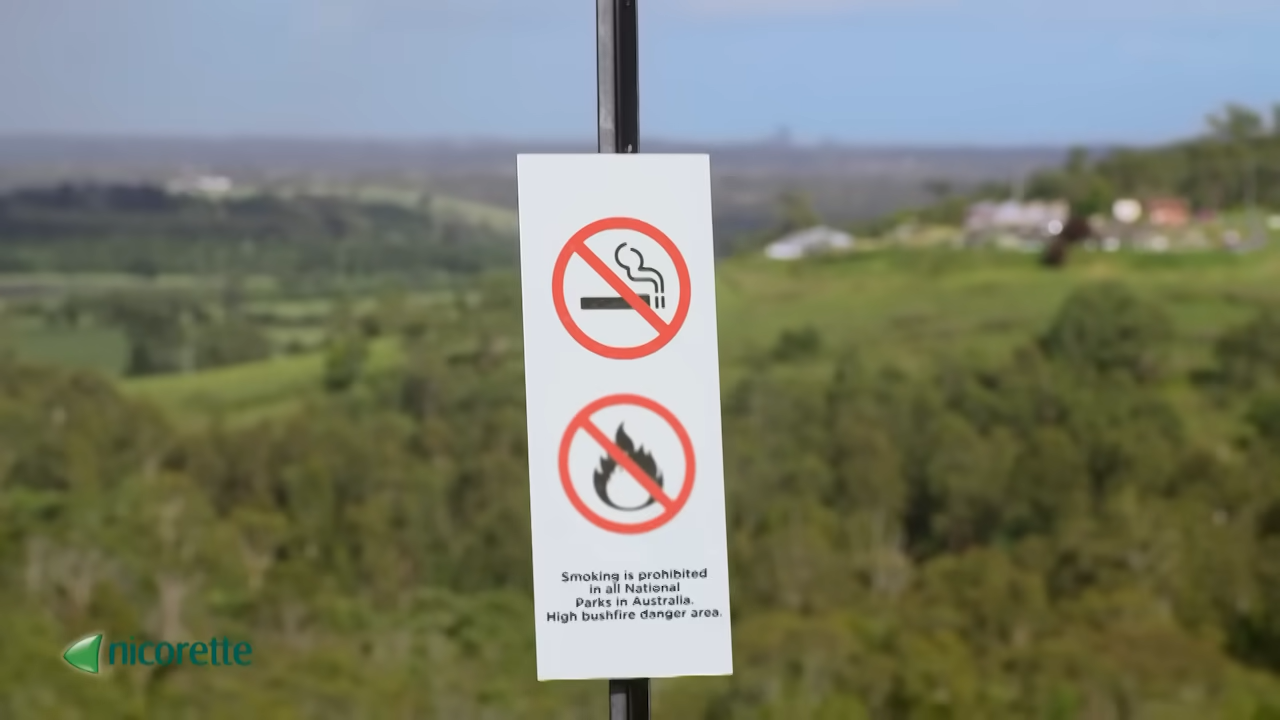 Smoking is prohibited
in all National
Parks in Australia.
High bushfire danger area.
nicorette